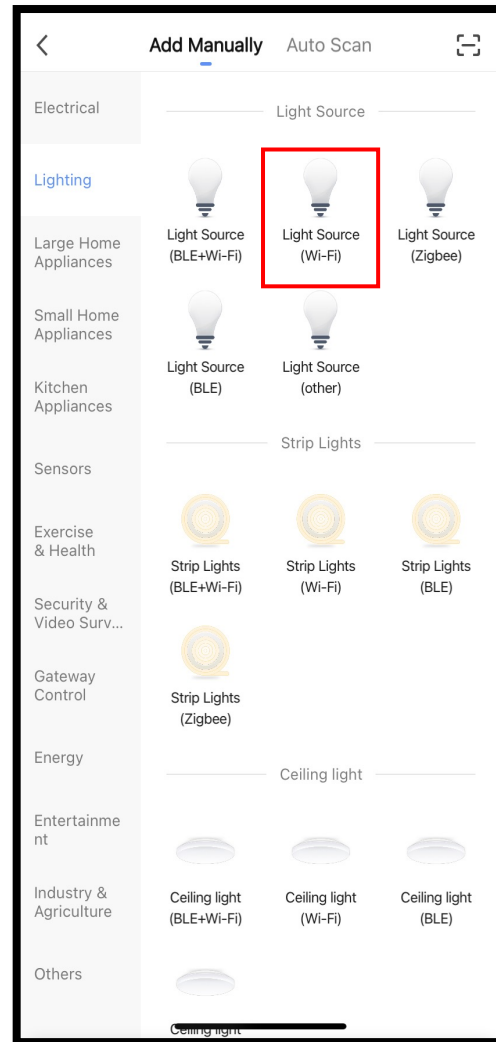 Add Manually Auto Scan
Electrical
Lighting
Large Home
Appliances
Small Home
Appliances
Kitchen
Appliances
Sensors
Exercise
& Health
Security &
Video Surv...
Gateway
Control
Energy
Entertainme
nt
Industry &
Agriculture
Others
Light Source
Light Source
(BLE+Wi-Fi)
Light Source
(Wi-Fi)
Light Source
(Zigbee)
Light Source
(BLE)
Light Source
(other)
Strip Lights
Strip Lights
(BLE+Wi-Fi)
Strip Lights
(Wi-Fi)
Strip Lights
(BLE)
Strip Lights
(Zigbee)
Ceiling light
Ceiling light
(BLE+Wi-Fi)
Ceiling light
(Wi-Fi)
Ceiling light
(BLE)
Ceiling light